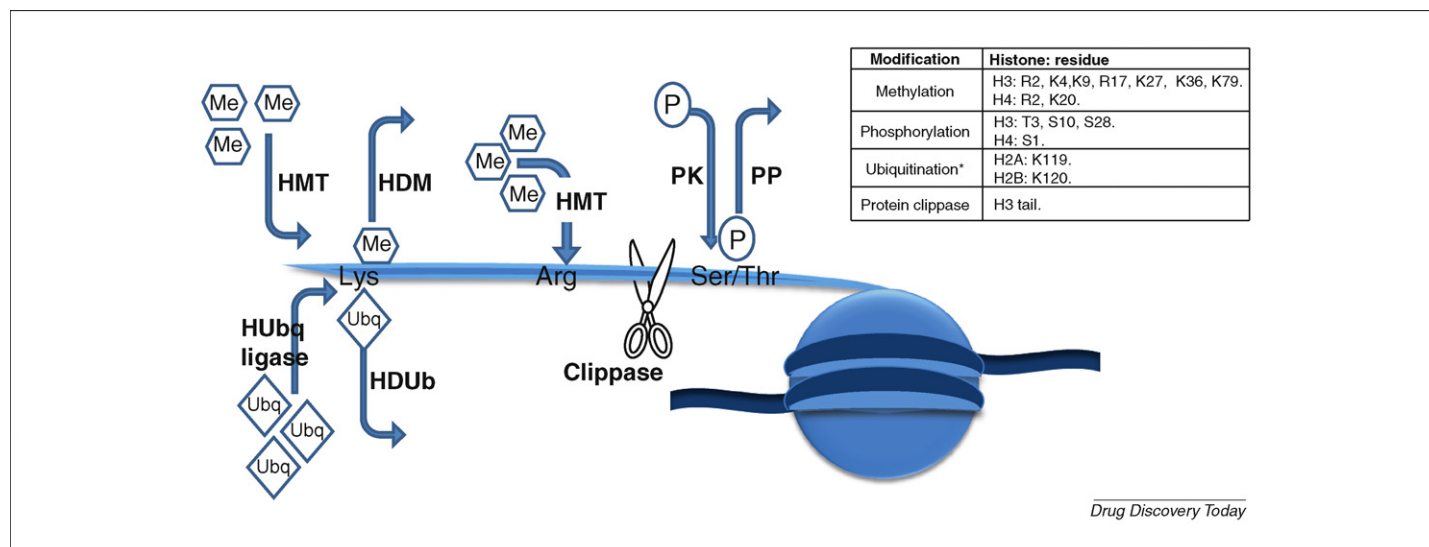 Me Me
Me
HMT
HDM
Me
Me
Me
Me
HMT
P
PK
PP
P
Lys
Arg
Ser/Thr
HUbq
ligase
Ubq
HDUb
Ubq
Ubq
Ubq
Clippase
Modification Histone: residue
Methylation H3: R2, K4,K9, R17, K27, K36, K79.
H4: R2, K20.
Phosphorylation H3: T3, S10, S28.
H4: S1.
Ubiquitination* H2A: K119.
H2B: K120.
Protein clippase H3 tail.
Drug Discovery Today